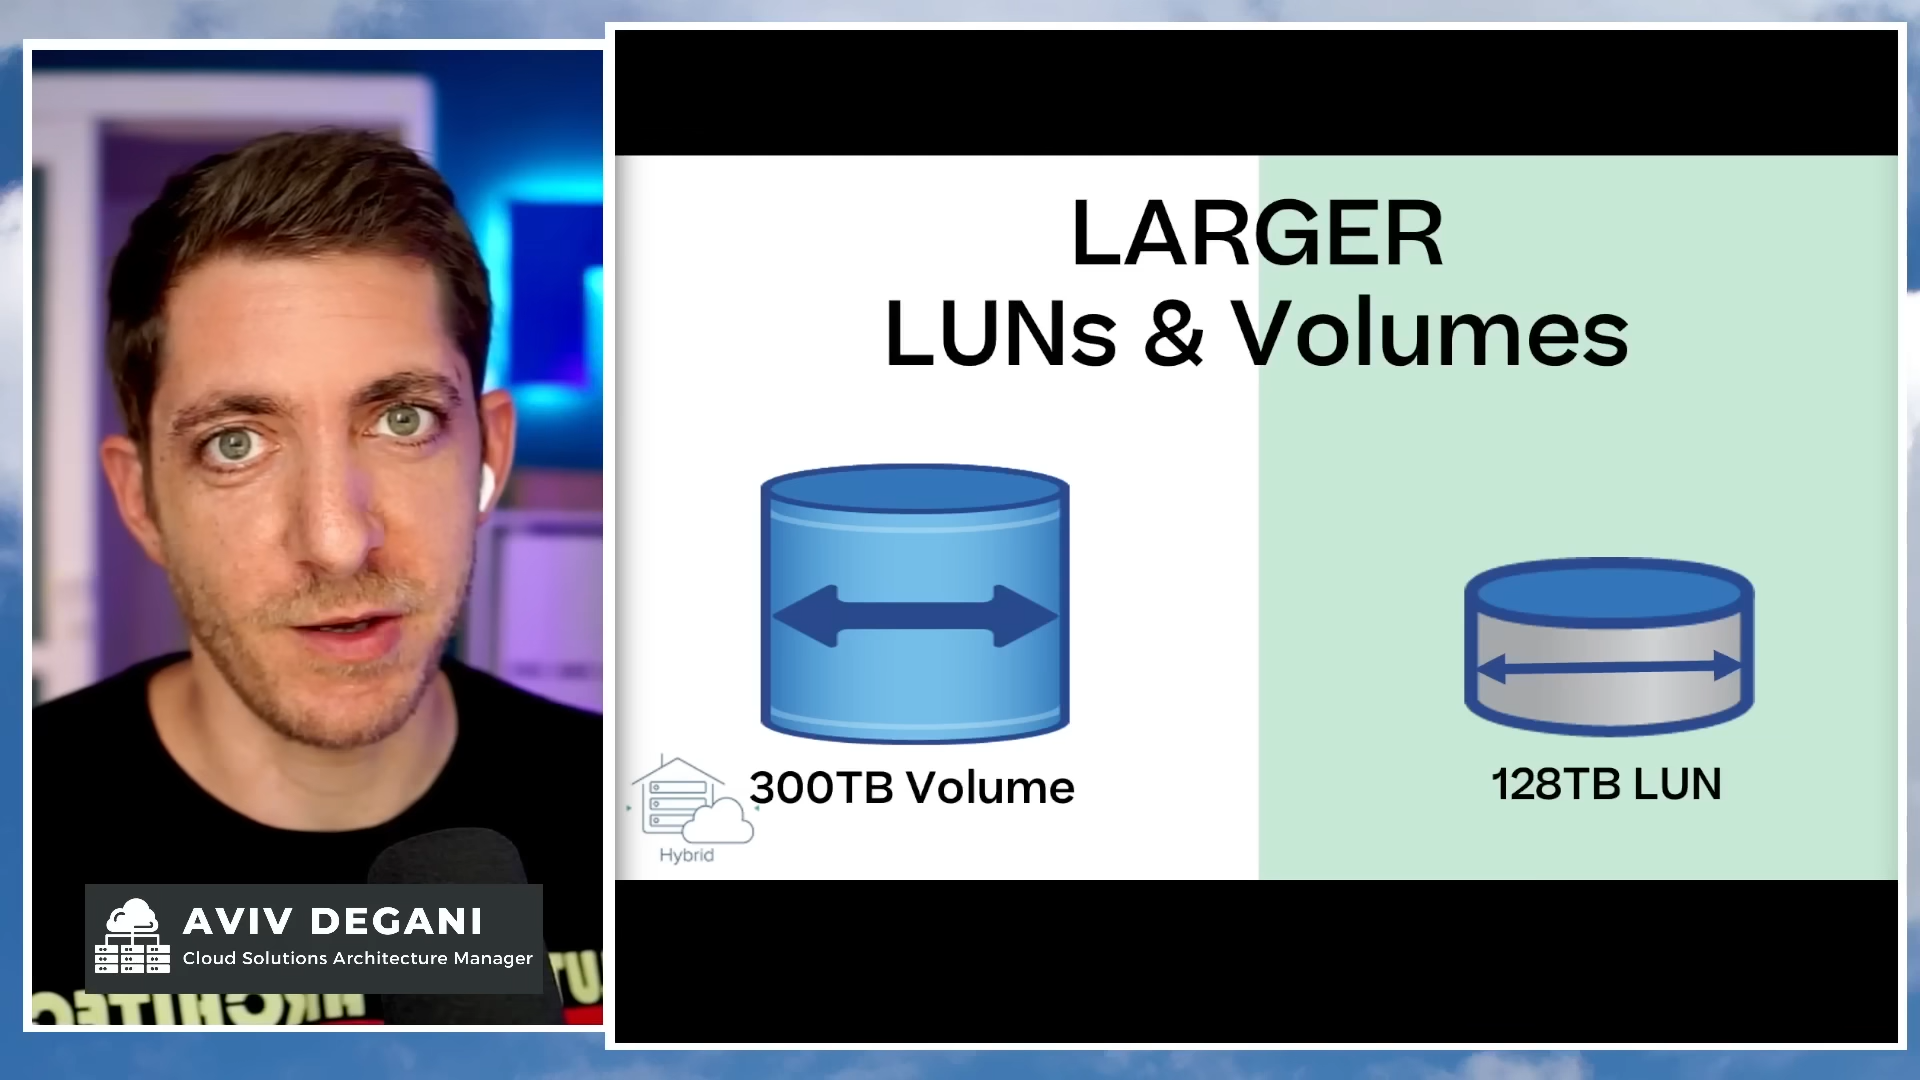 LARGER
LUNs & Volumes
300TB Volume
128TB LUN
Hybrid
AVIV DEGANI
Cloud Solutions Architecture Manager